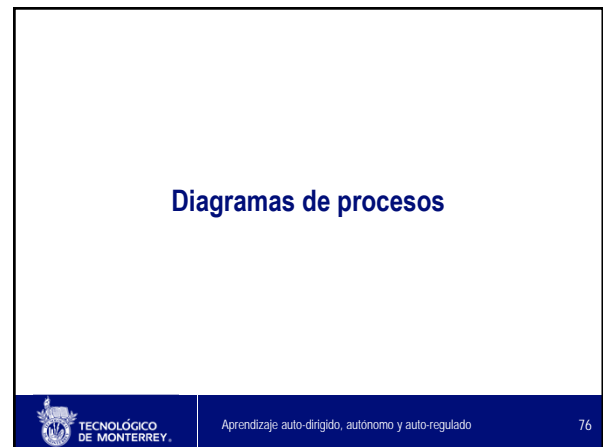 Diagramas de procesos
TECNOLÓGICO
DE MONTERREY®
Aprendizaje auto-dirigido, autónomo y auto-regulado
76